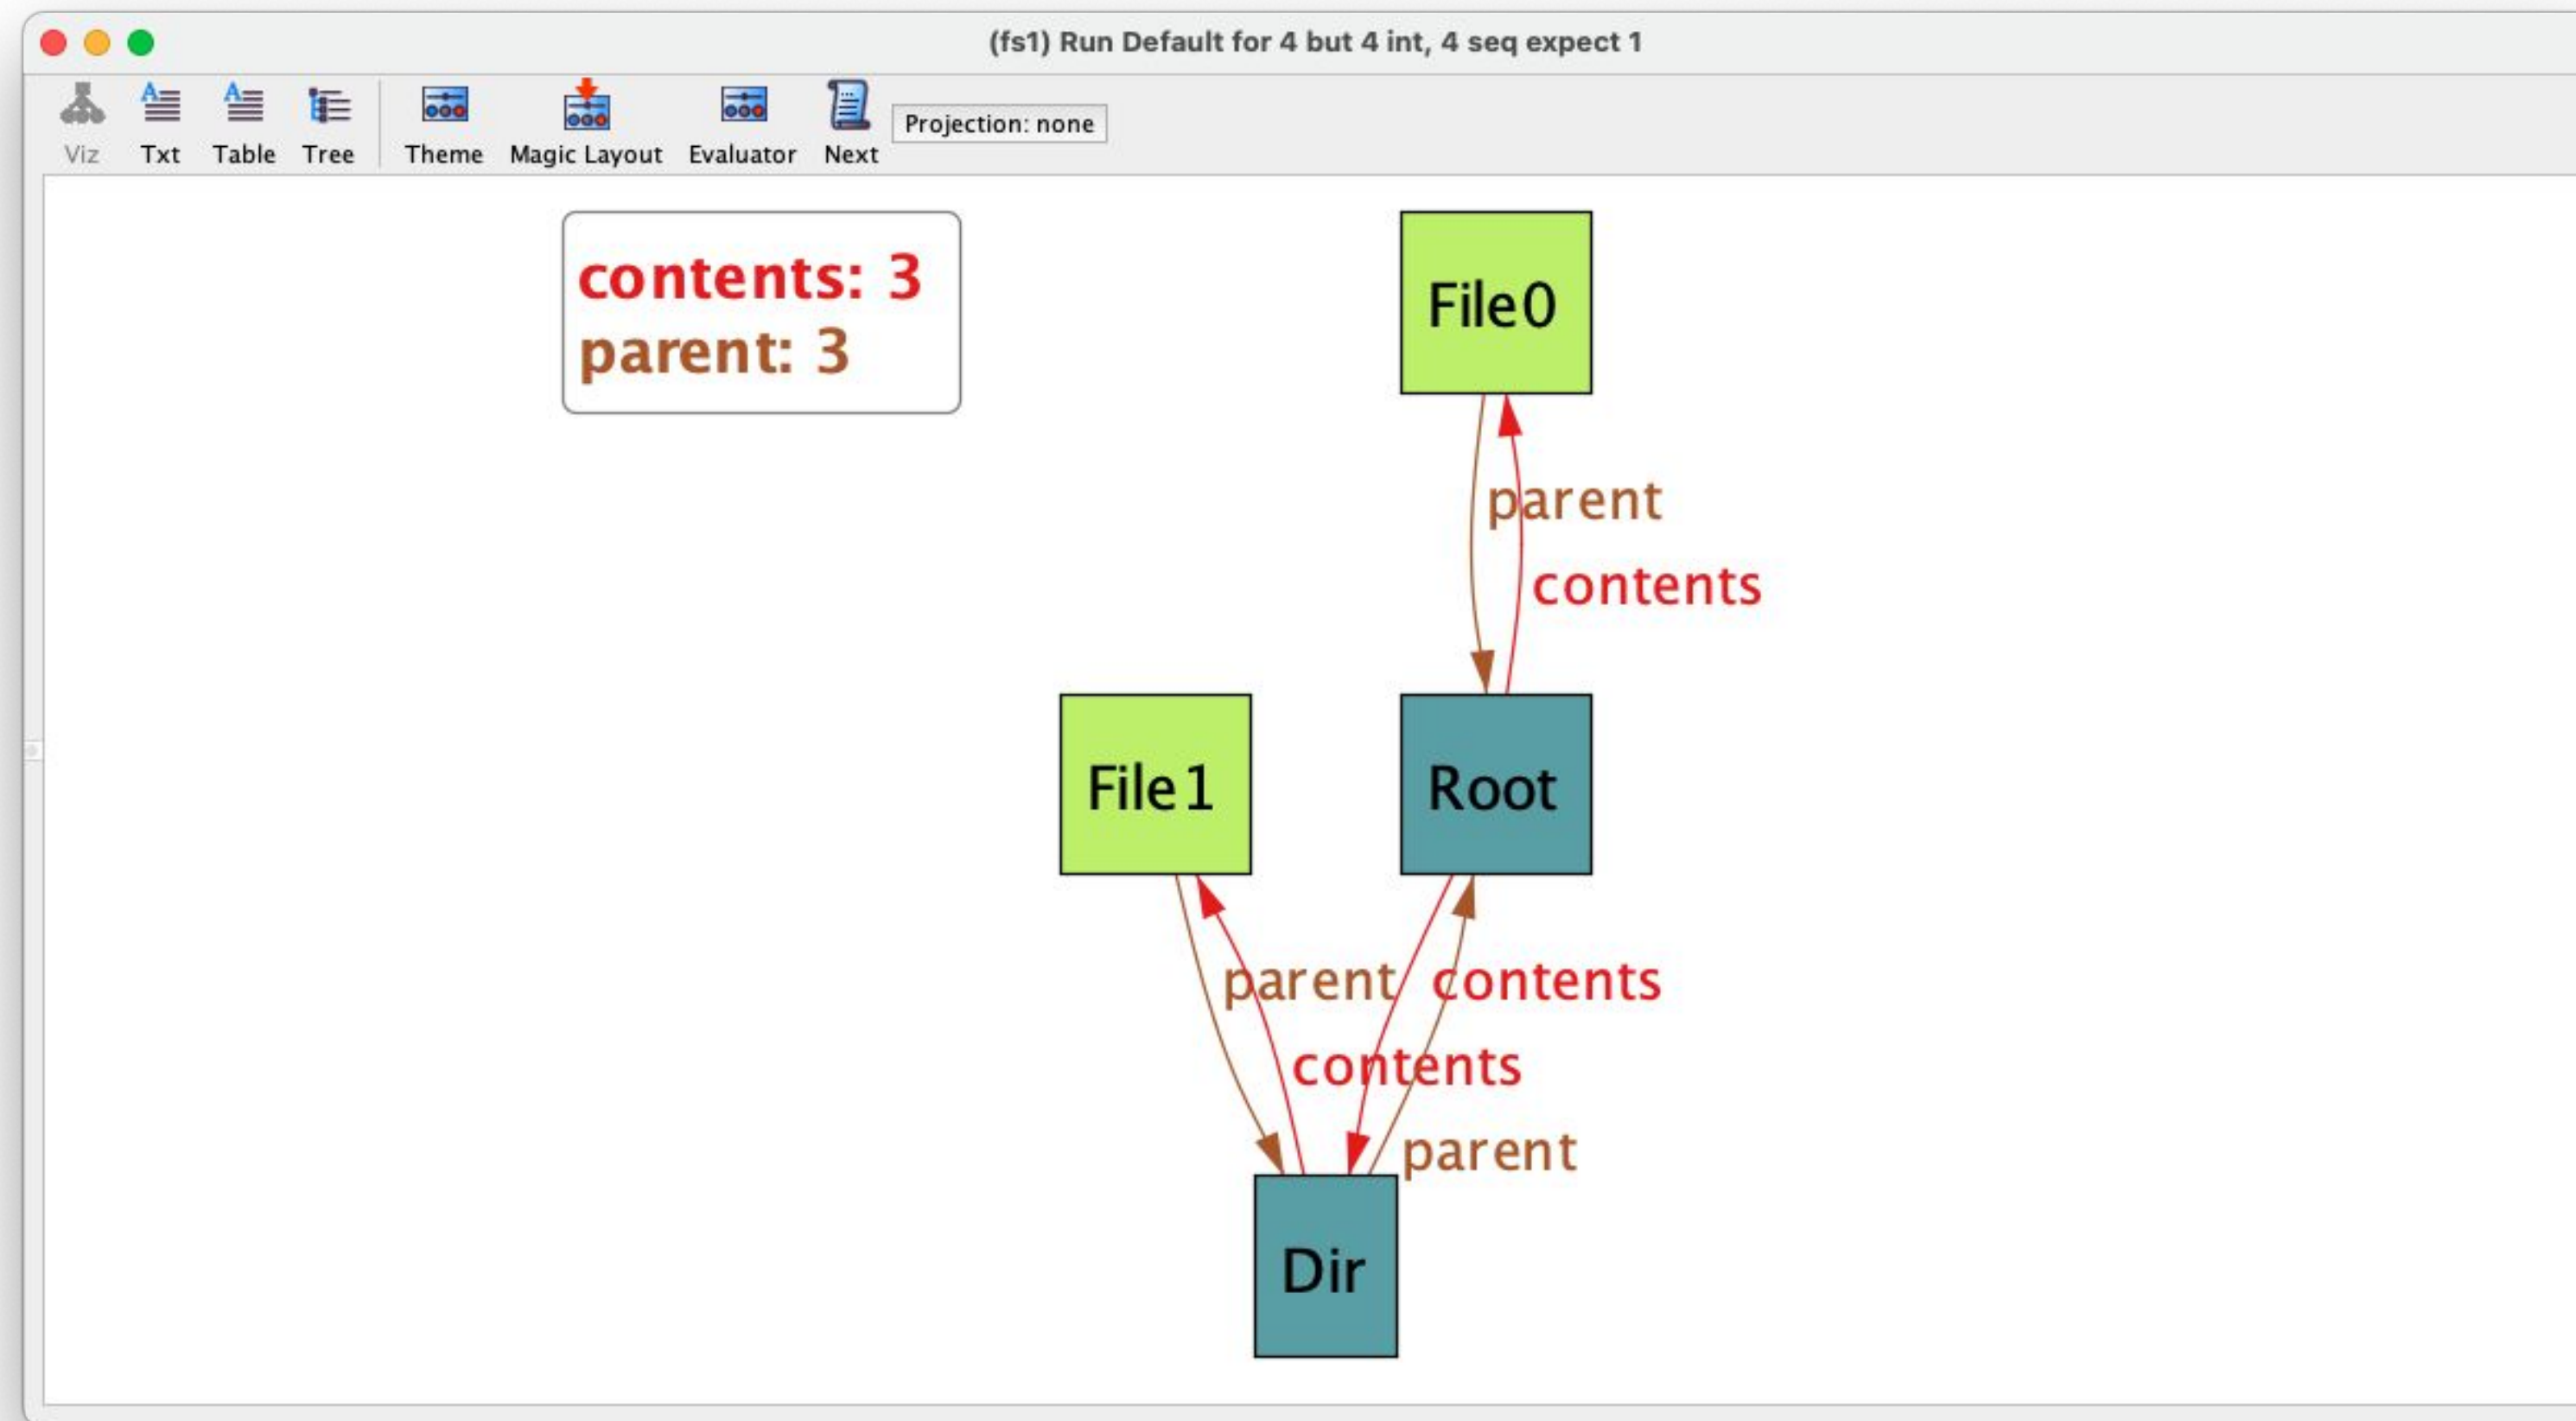 (fs1) Run Default for 4 but 4 int, 4 seq expect 1
Viz Txt Table Tree Theme Magic Layout Evaluator Next Projection: none
contents: 3
parent: 3
File0
parent
contents
File1 Root
parent contents
contents
parent
Dir